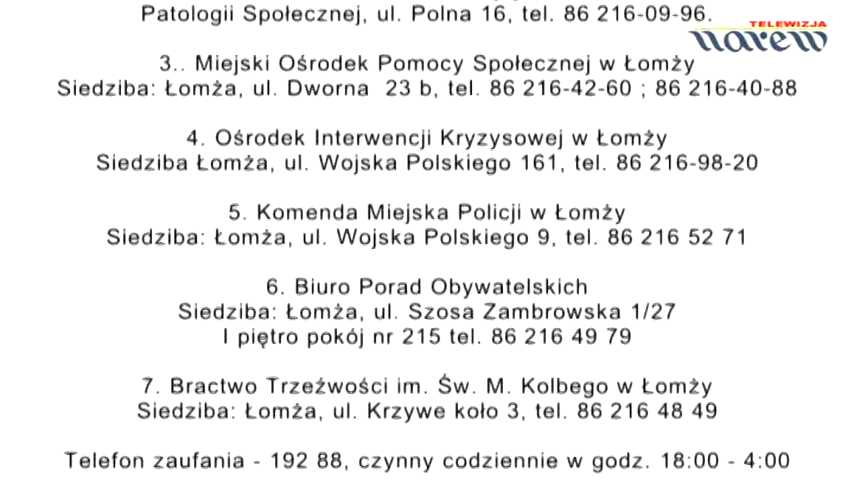 Patologii Społecznej, ul. Polna 16, tel. 86 216-09-96.
TELEWIZJA
narew
3.. Miejski Ośrodek Pomocy Społecznej w Łomży
Siedziba: Łomża, ul. Dworna 23 b, tel. 86 216-42-60 ; 86 216-40-88
4. Ośrodek Interwencji Kryzysowej w Łomży
Siedziba Łomża, ul. Wojska Polskiego 161, tel. 86 216-98-20
5. Komenda Miejska Policji w Łomży
Siedziba: Łomża, ul. Wojska Polskiego 9, tel. 86 216 52 71
6. Biuro Porad Obywatelskich
Siedziba: Łomża, ul. Szosa Zambrowska 1/27
I piętro pokój nr 215 tel. 86 216 49 79
7. Bractwo Trzeźwości im. Św. M. Kolbego w Łomży
Siedziba: Łomża, ul. Krzywe koło 3, tel. 86 216 48 49
Telefon zaufania - 192 88, czynny codziennie w godz. 18:00 - 4:00